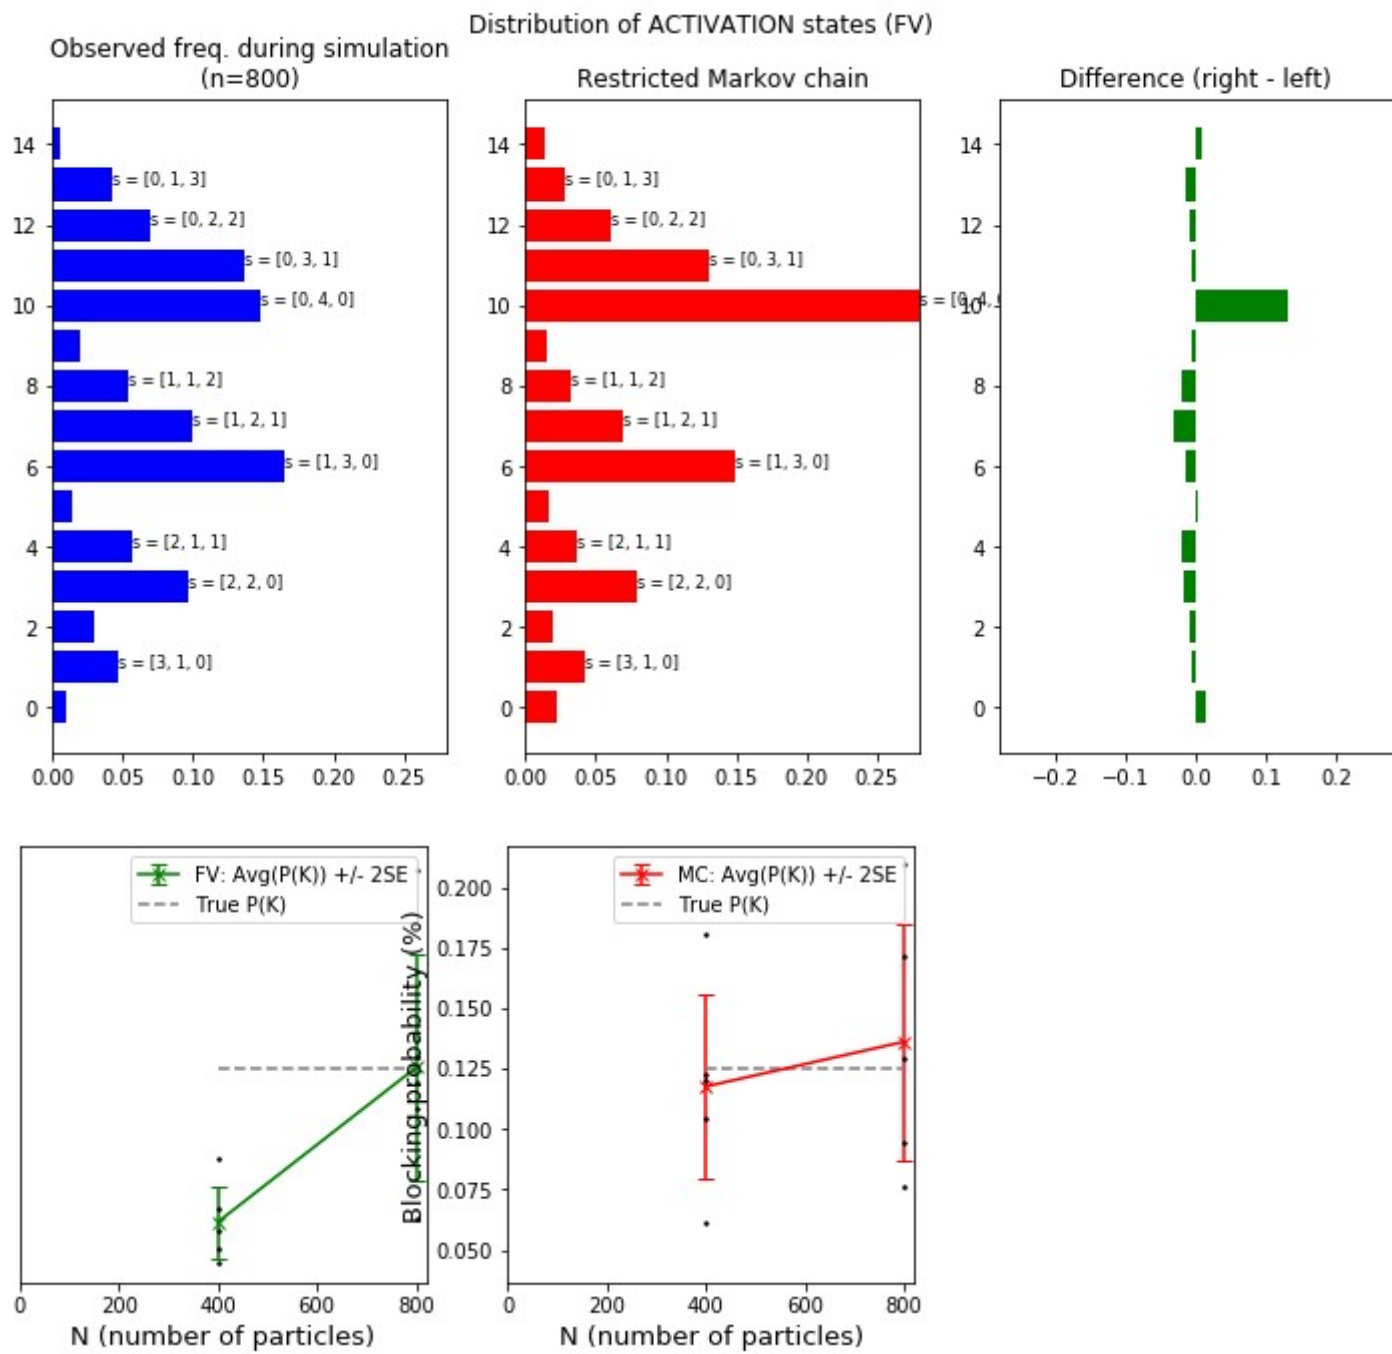 Distribution of ACTIVATION states (FV)
Observed freq. during simulation
(n=800)
14
s = [0, 1, 3]
12
s = [0, 2, 2]
s = [0, 3, 1]
10
s = [0, 4, 0]
8
s = [1, 1, 2]
s = [1, 2, 1]
6
s = [1, 3, 0]
4
s = [2, 1, 1]
s = [2, 2, 0]
2
s = [3, 1, 0]
0
0.00 0.05 0.10 0.15 0.20 0.25
Restricted Markov chain
14
s = [0, 1, 3]
12
s = [0, 2, 2]
s = [0, 3, 1]
10
s = [0, 4,
8
s = [1, 1, 2]
s = [1, 2, 1]
6
s = [1, 3, 0]
4
s = [2, 1, 1]
s = [2, 2, 0]
2
s = [3, 1, 0]
0
0.00 0.05 0.10 0.15 0.20 0.25
Difference (right - left)
14
12
10
8
6
4
2
0
−0.2 −0.1 0.0 0.1 0.2
FV: Avg(P(K)) +/- 2SE
True P(K)
0 200 400 600 800
N (number of particles)
Blocking probability (%)
MC: Avg(P(K)) +/- 2SE
True P(K)
0.200
0.175
0.150
0.125
0.100
0.075
0.050
0 200 400 600 800
N (number of particles)